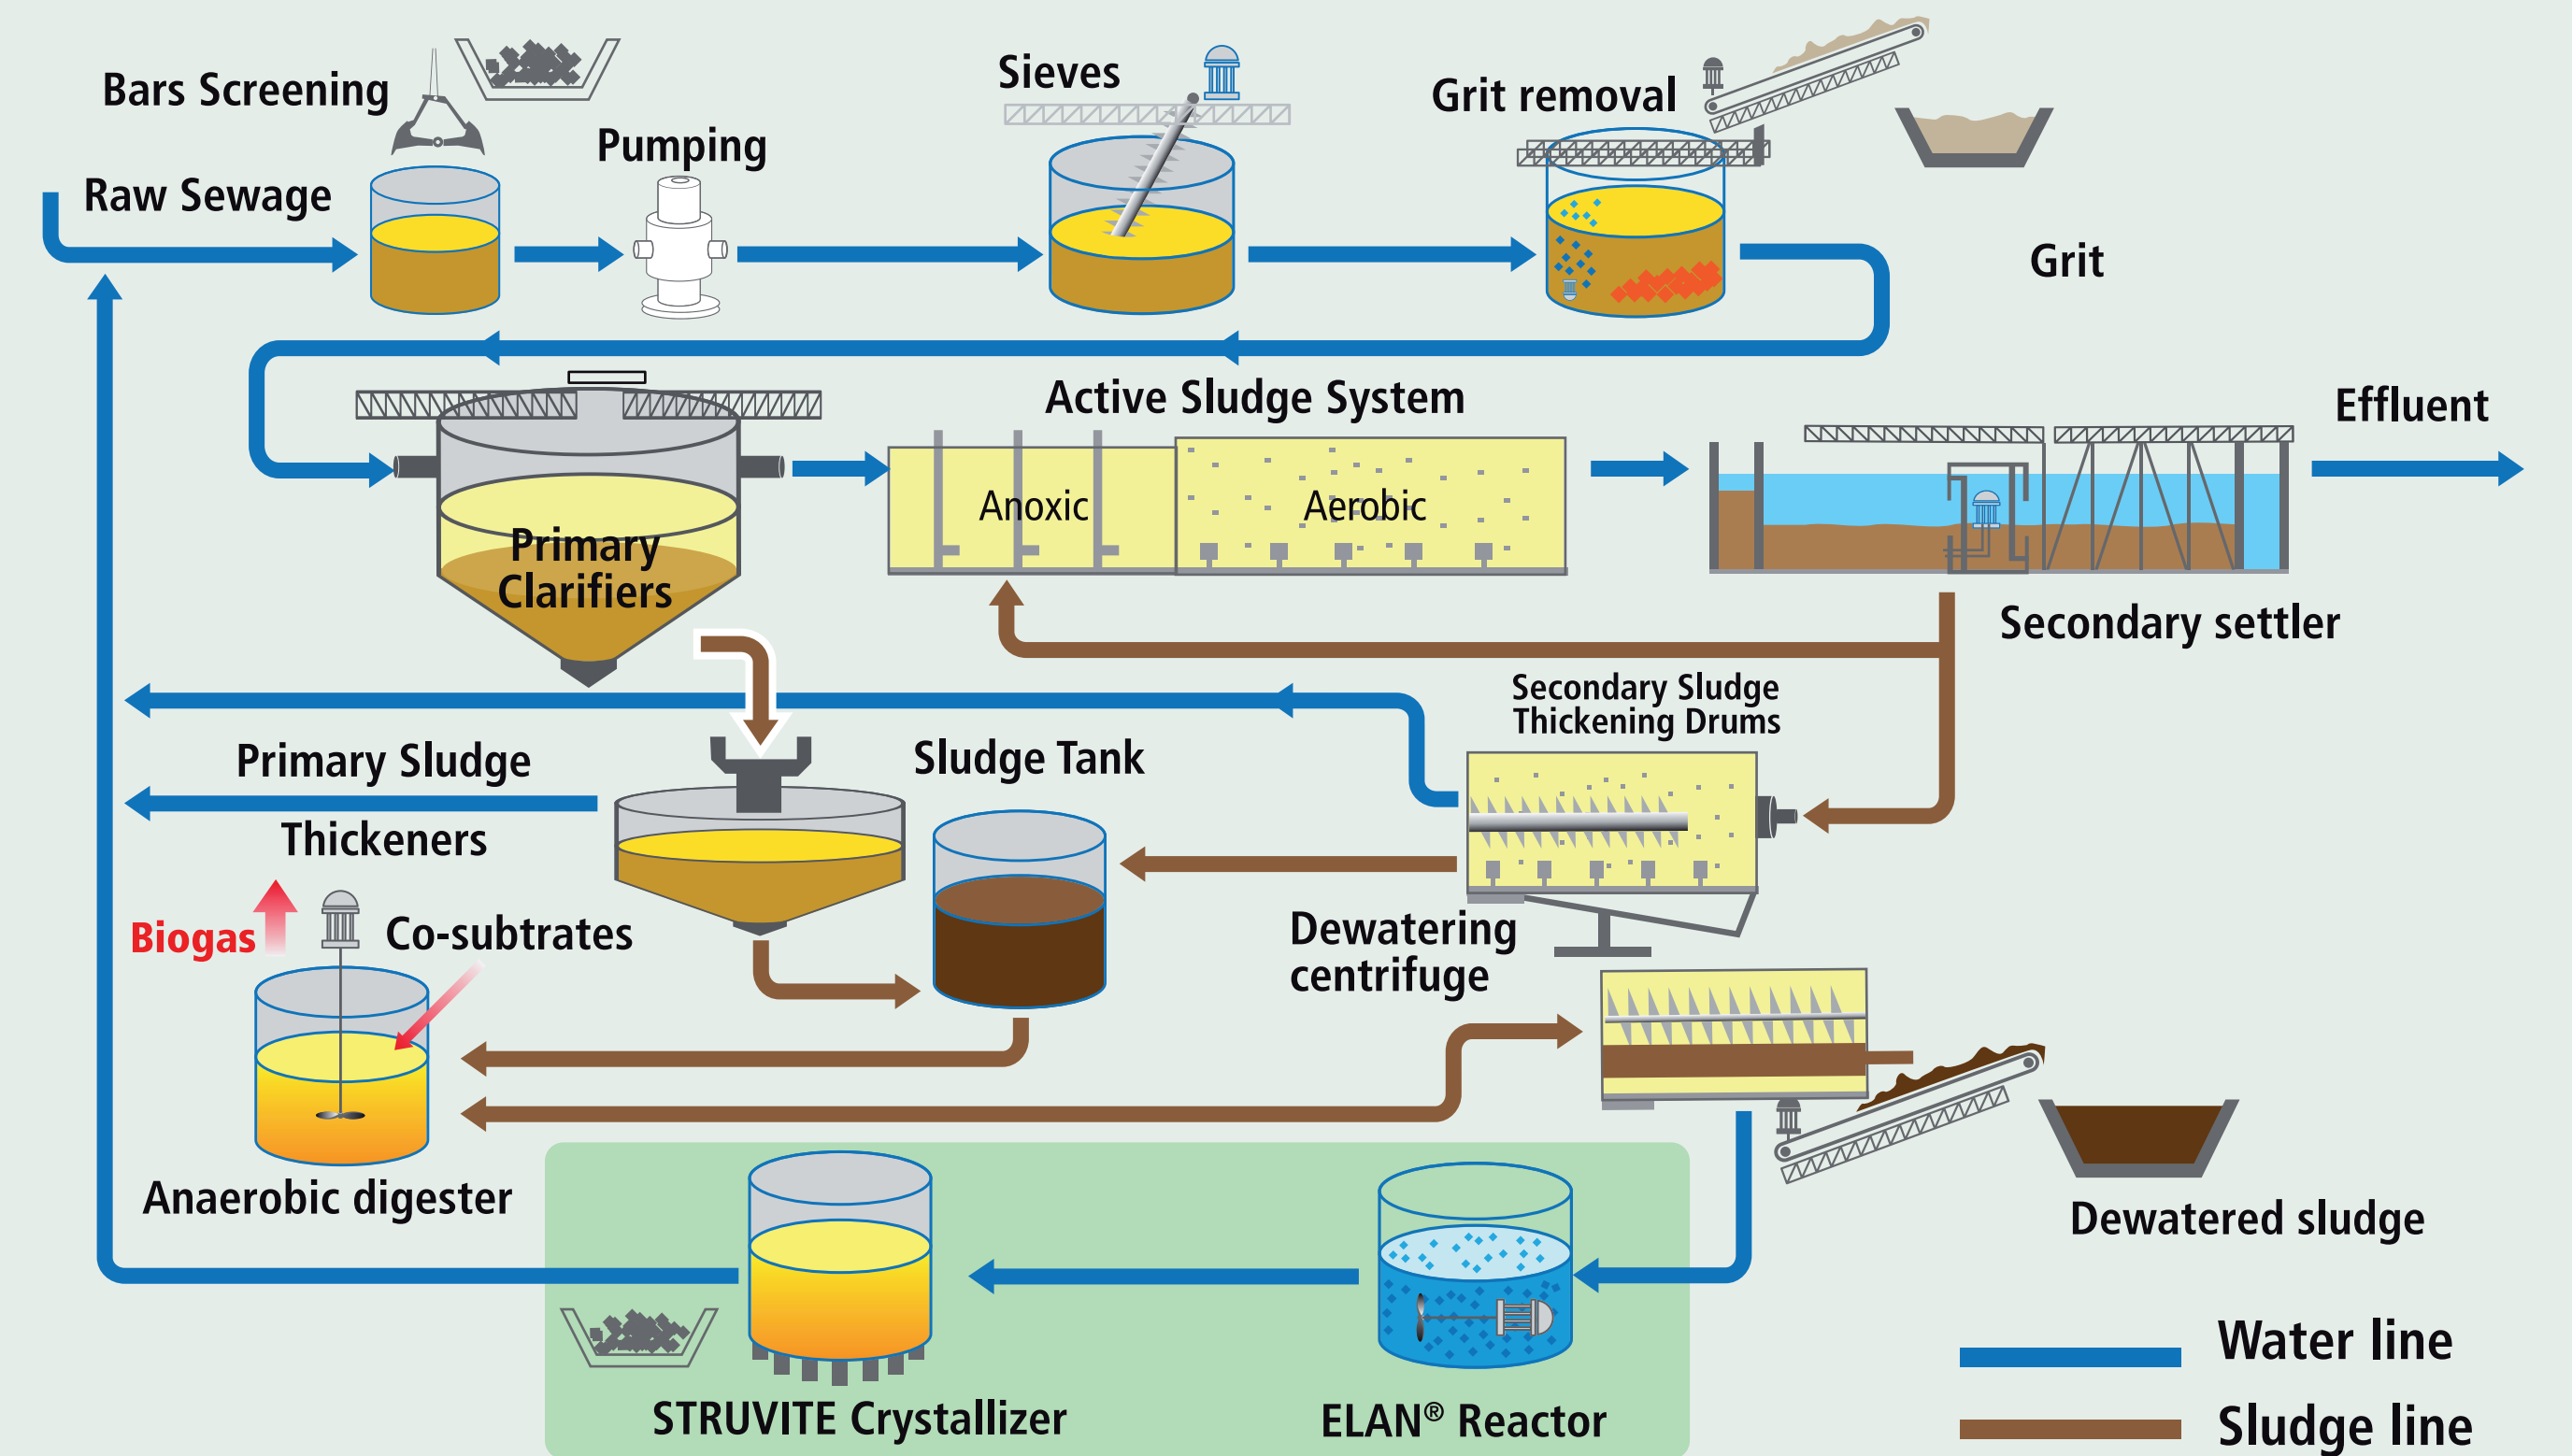 Bars Screening
Sieves
Grit removal
Pumping
Raw Sewage
Grit
Active Sludge System
Effluent
Anoxic
Aerobic
Primary
Clarifiers
Secondary settler
Secondary Sludge
Thickening Drums
Primary Sludge
Thickeners
Sludge Tank
Biogas
Co-subtrates
Dewatering
centrifuge
Anaerobic digester
Dewatered sludge
STRUVITE Crystallizer
ELAN® Reactor
Water line
Sludge line